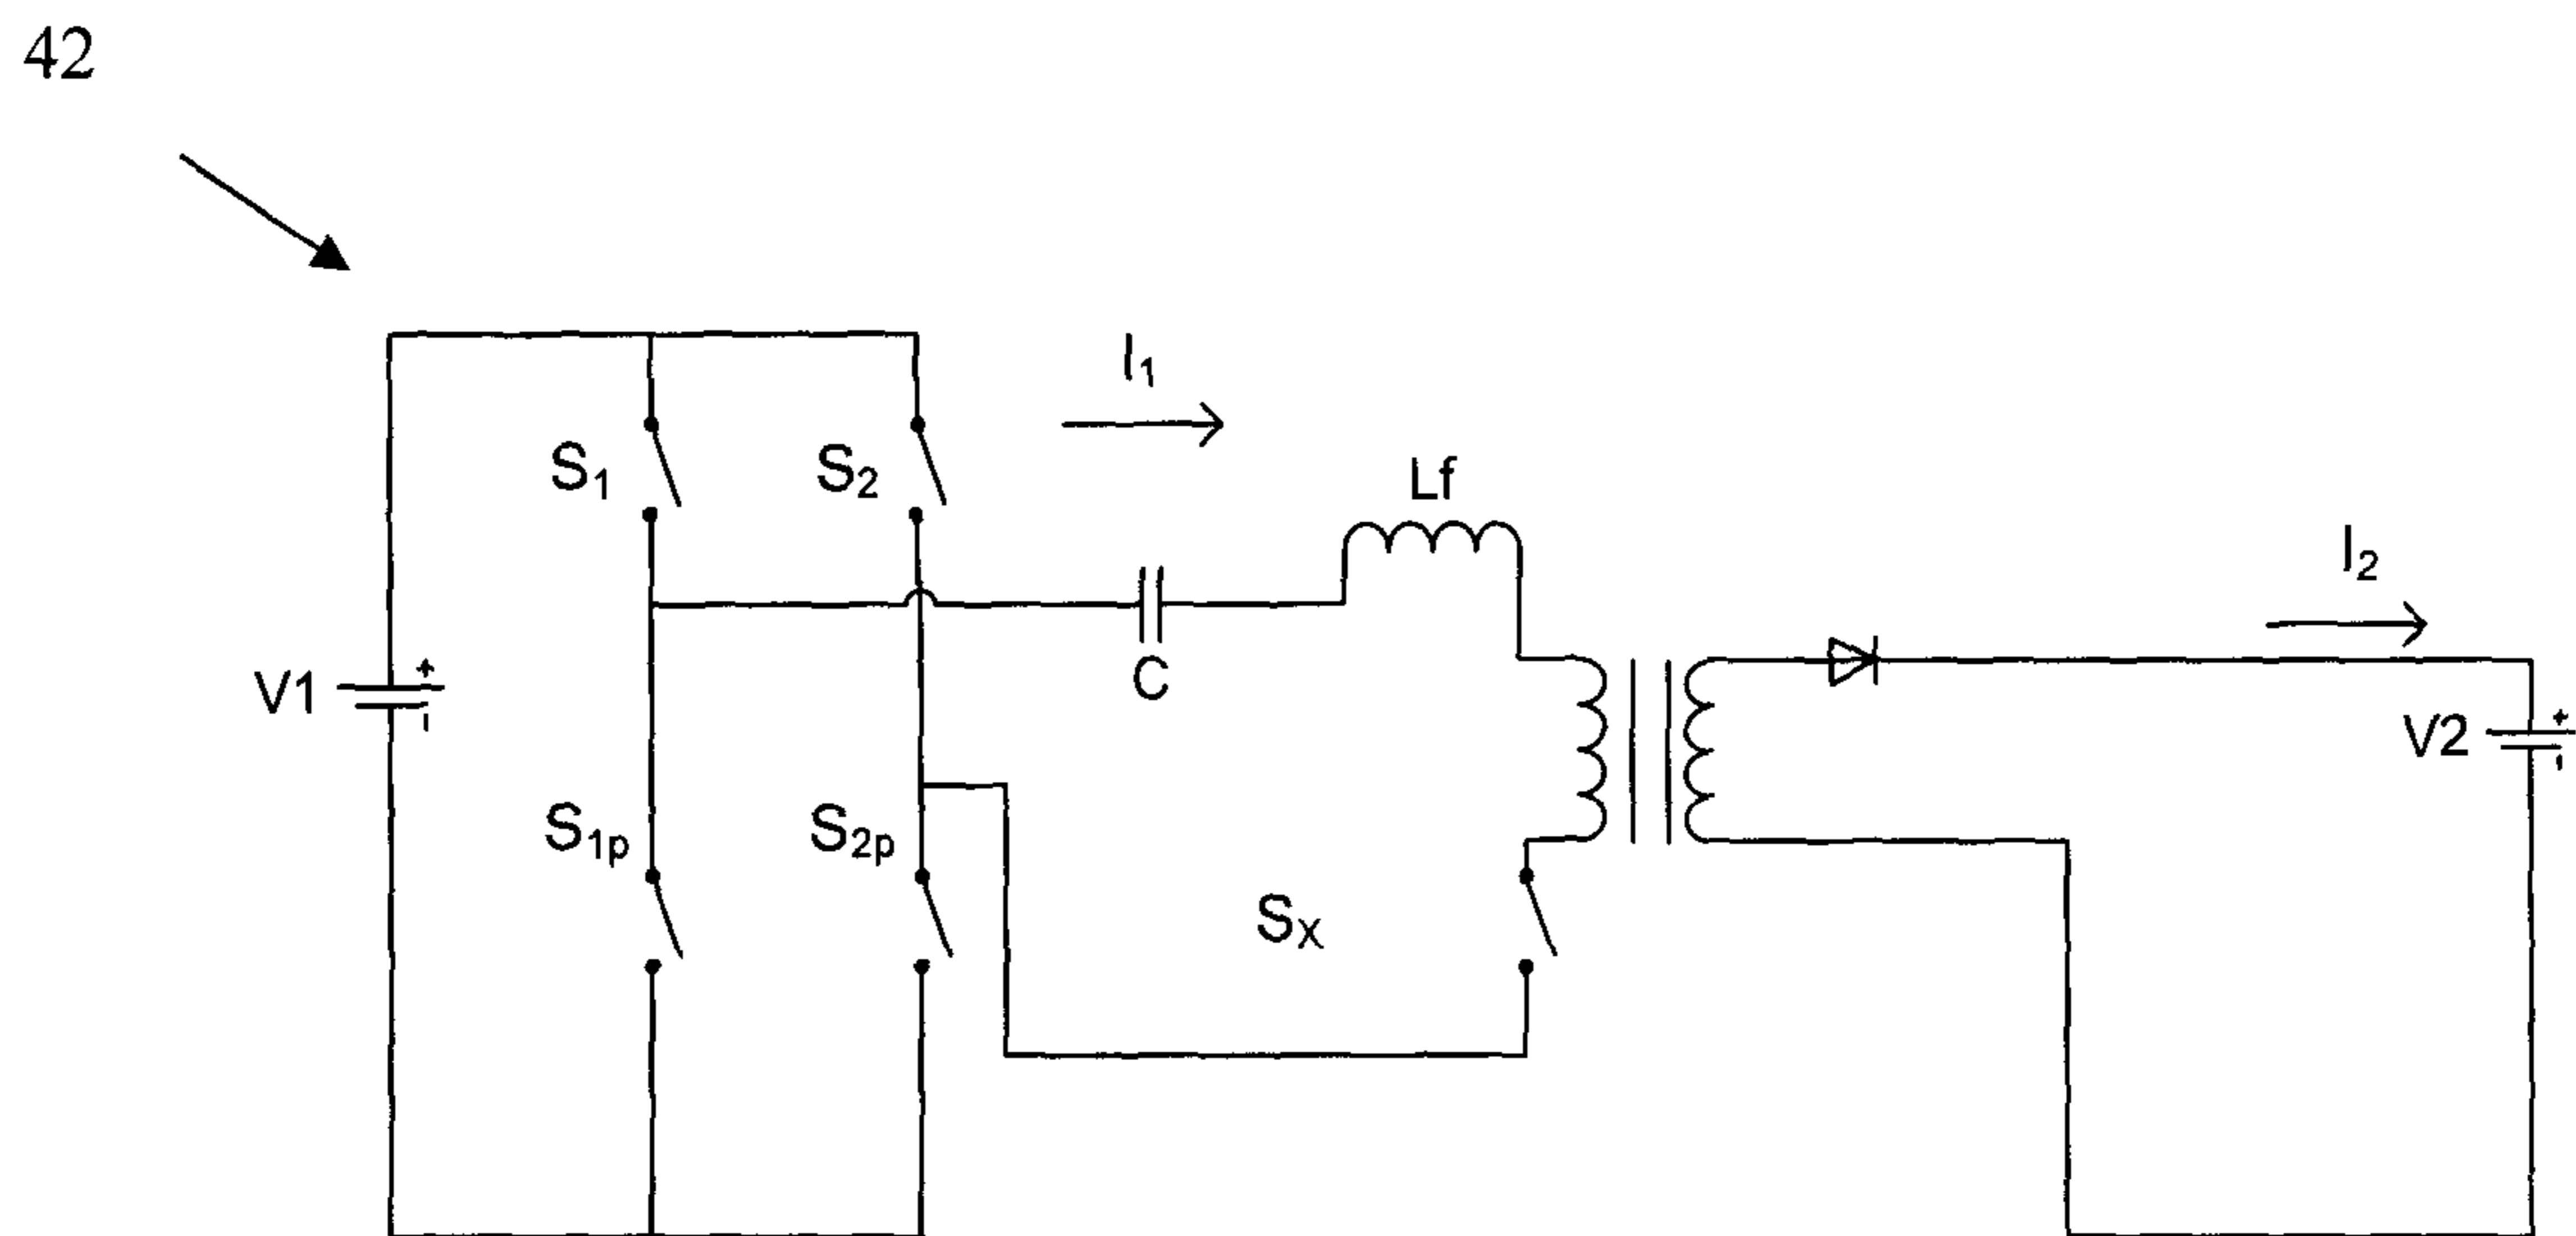 42
I₁
S₁
S₂
Lf
I₂
C
V1
+
-
V2
+
-
S₁ₚ
S₂ₚ
Sₓ